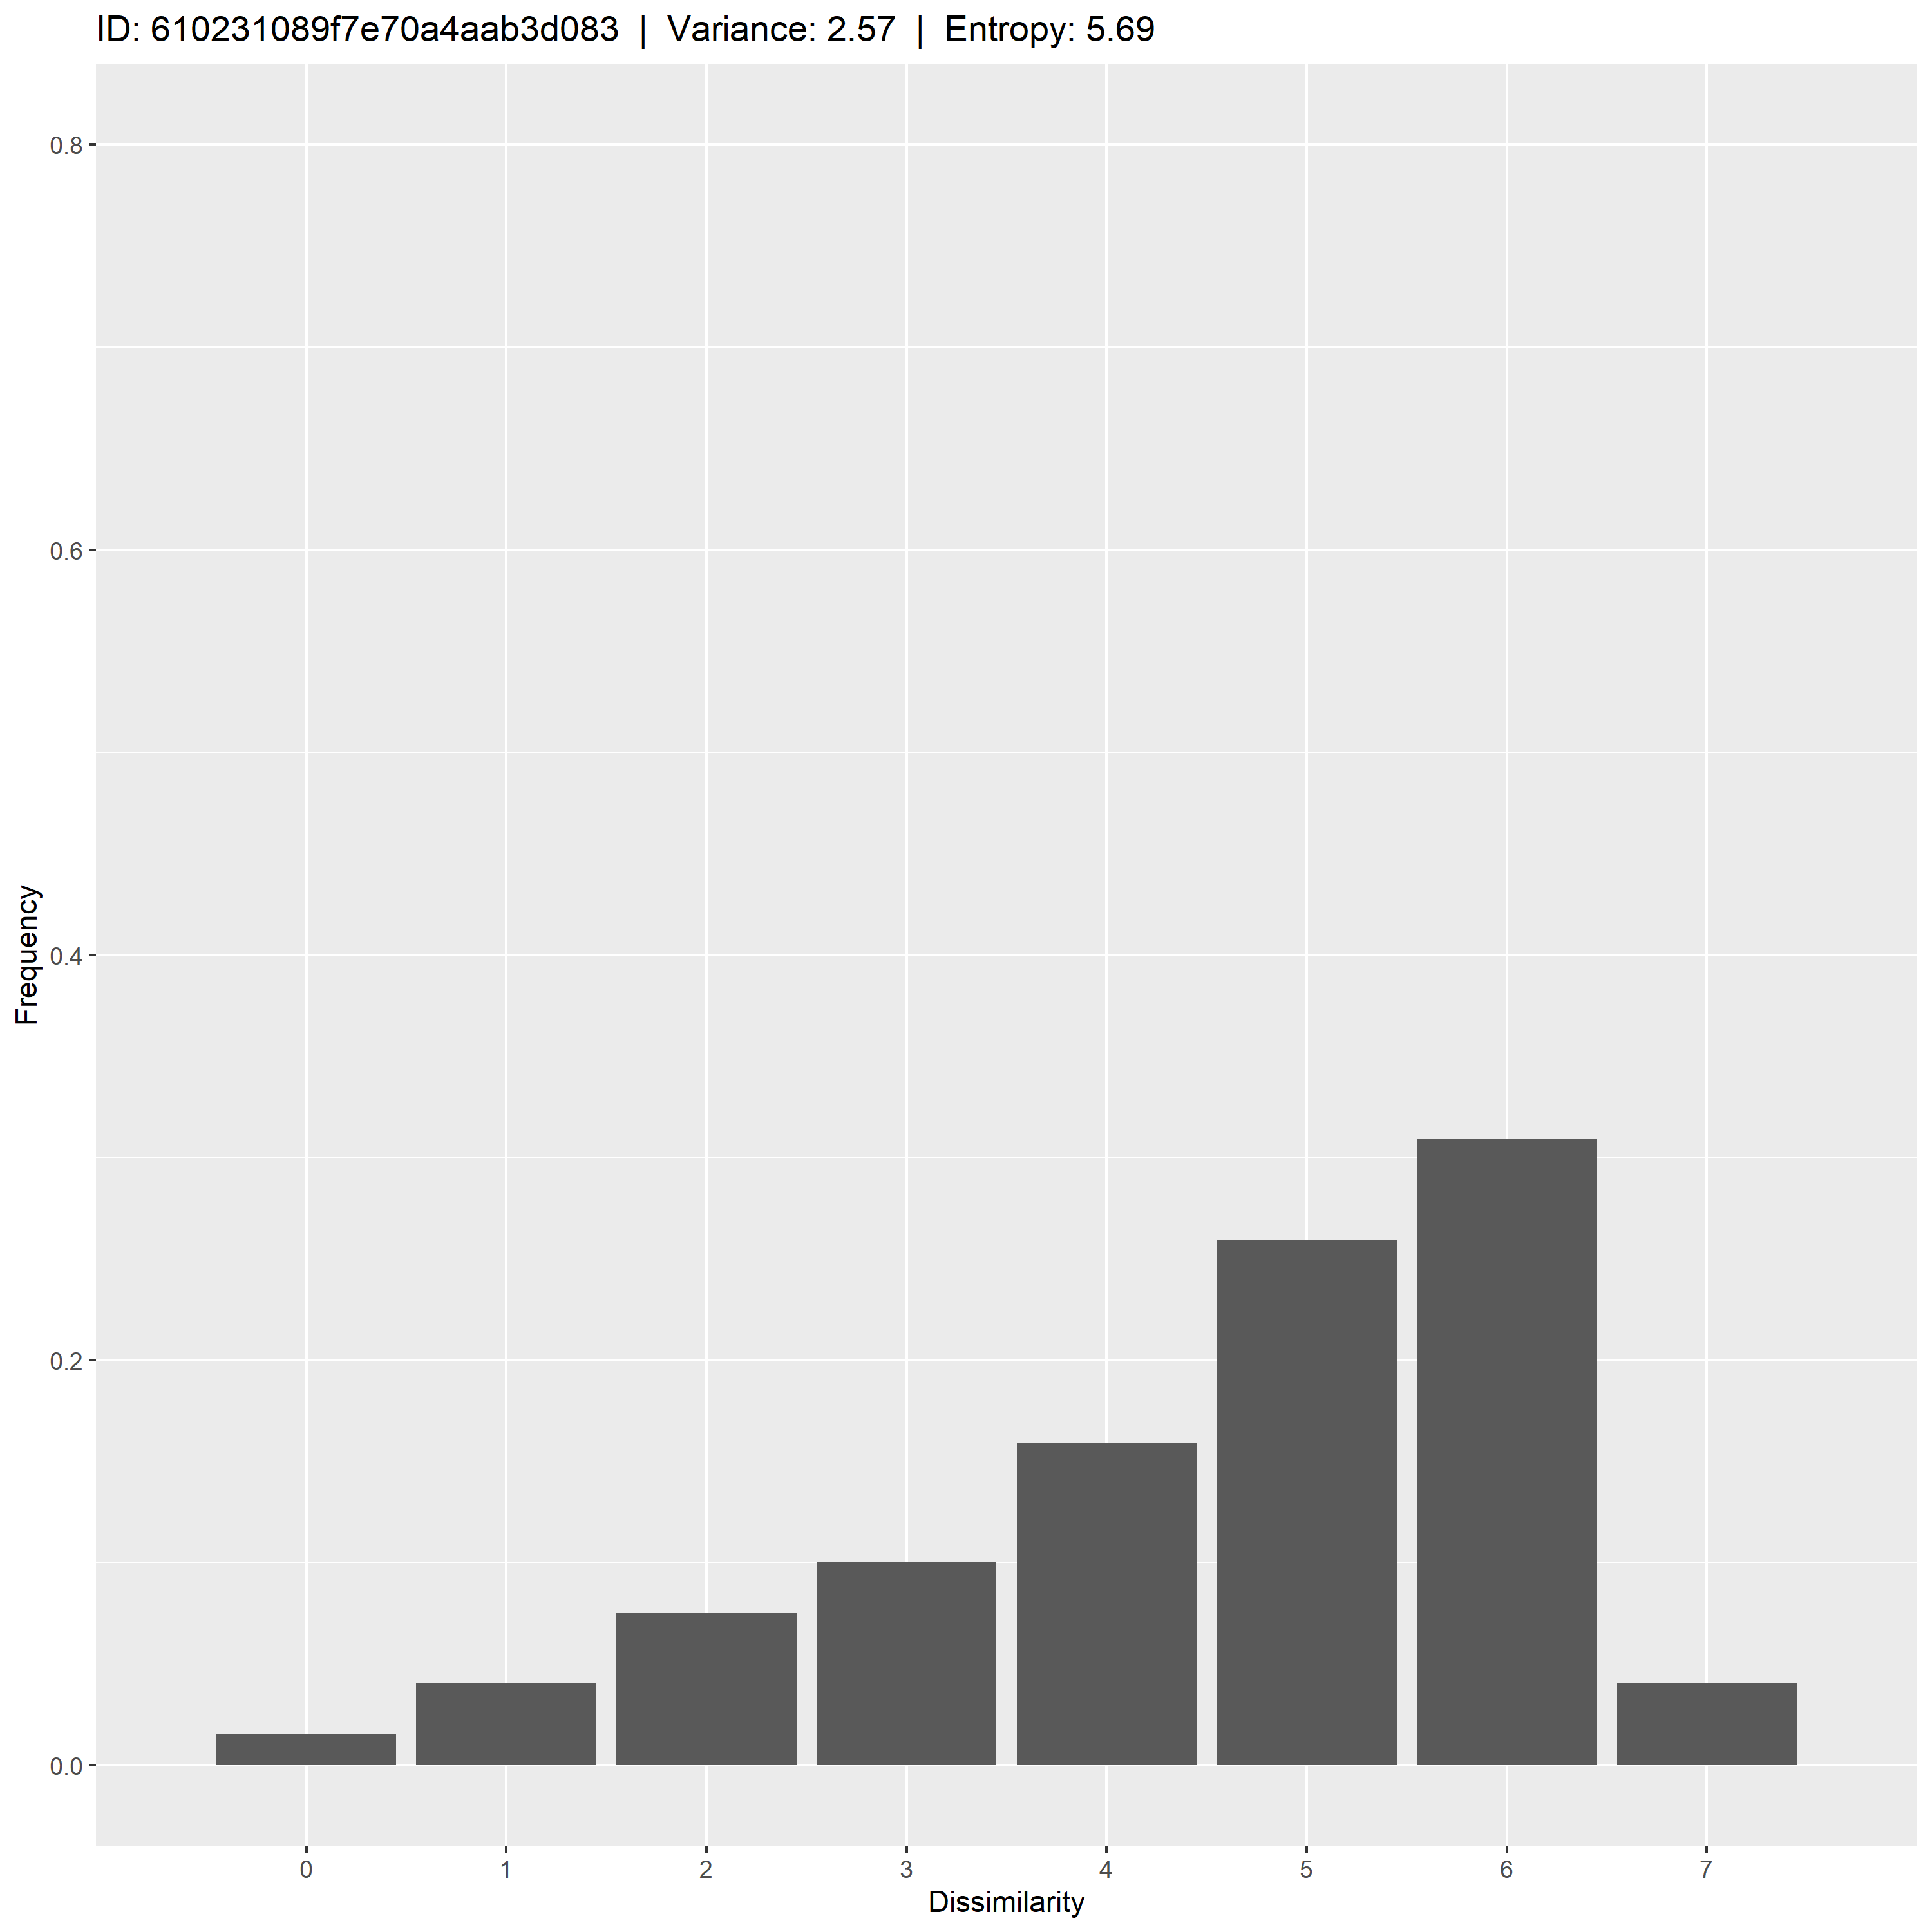 ID: 610231089f7e70a4aab3d083 | Variance: 2.57 | Entropy: 5.69
0.8
0.6
0.4
0.2
0.0
Frequency
0 1 2 3 4 5 6 7
Dissimilarity